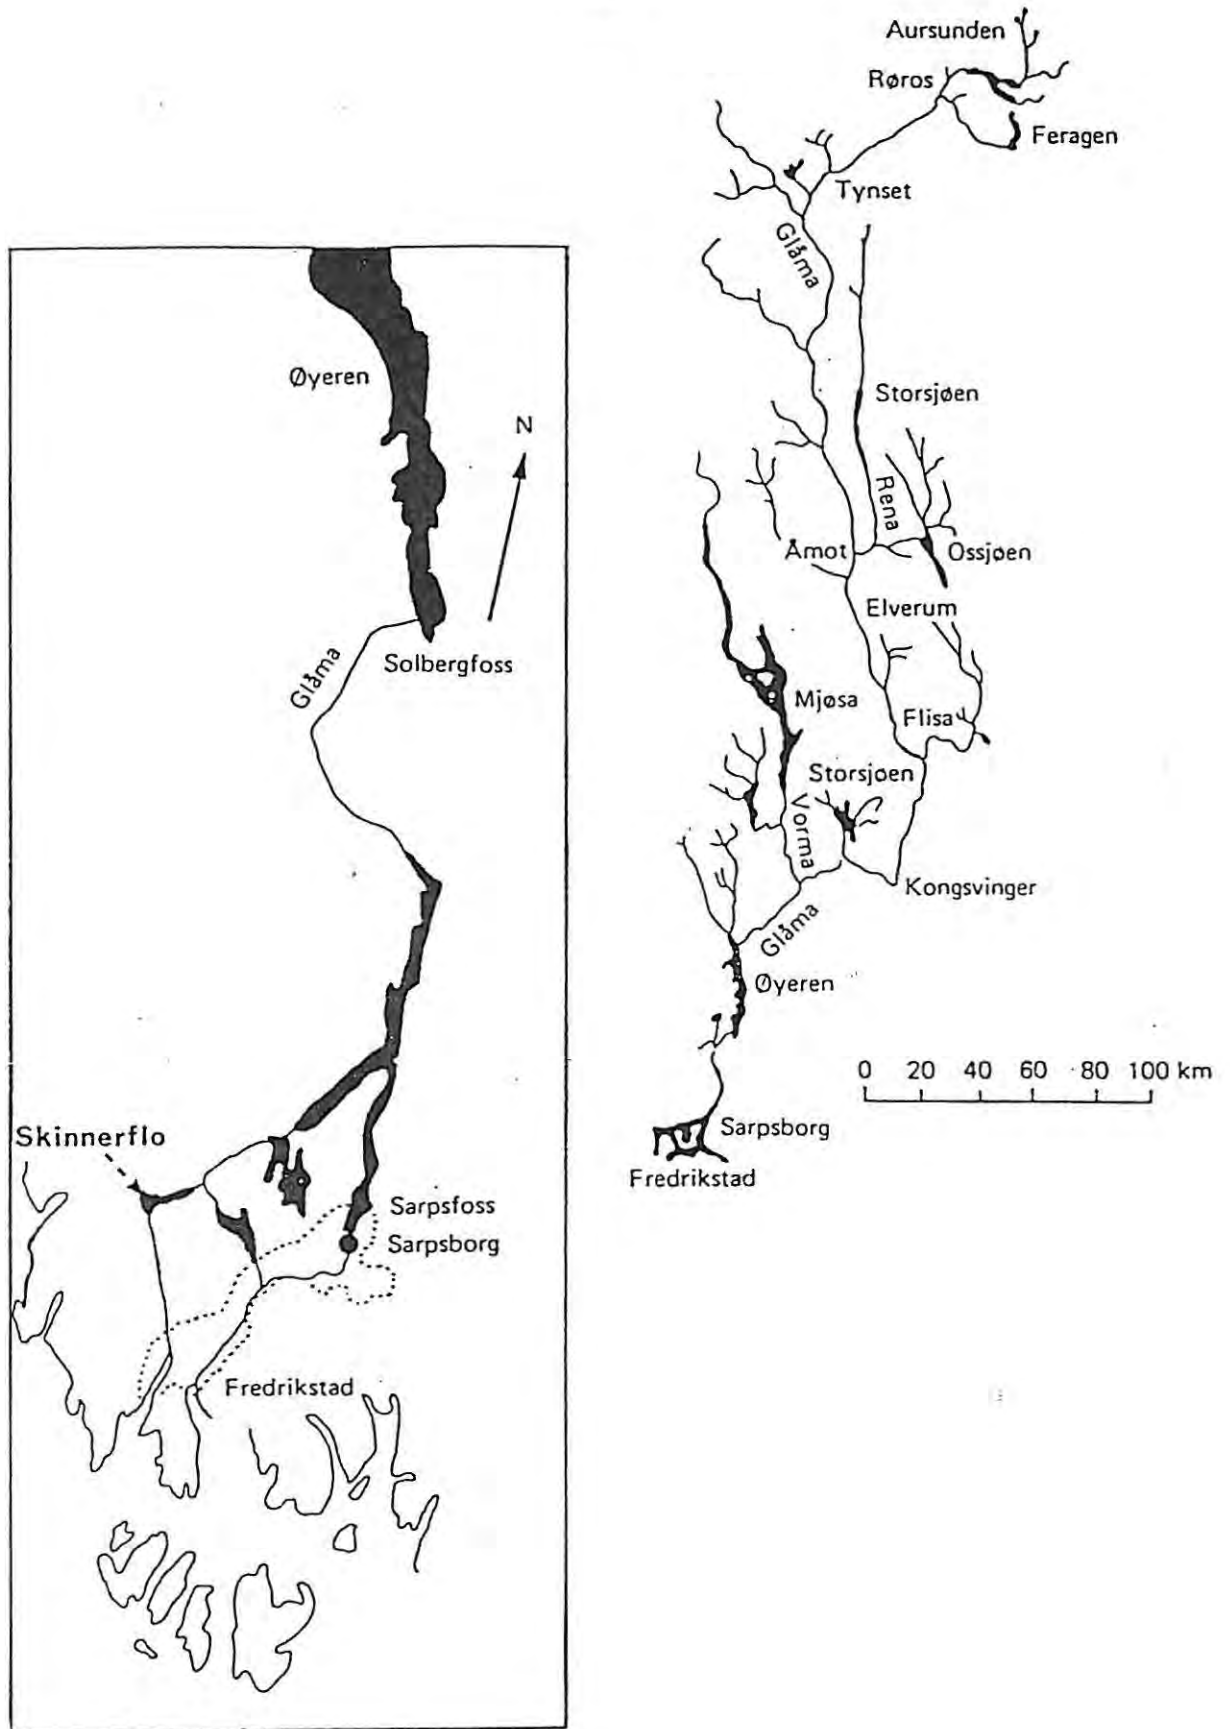 Øyeren
N
Glåma
Solbergfoss
Skinnerflo
Sarpsfoss
Sarpsborg
Fredrikstad
Aursunden
Røros
Feragen
Tynset
Glåma
Storsjøen
Rena
Åmot
Ossjøen
Elverum
Mjøsa
Flisa
Storsjøen
Vorma
Kongsvinger
Glåma
Øyeren
0 20 40 60 80 100 km
Sarpsborg
Fredrikstad